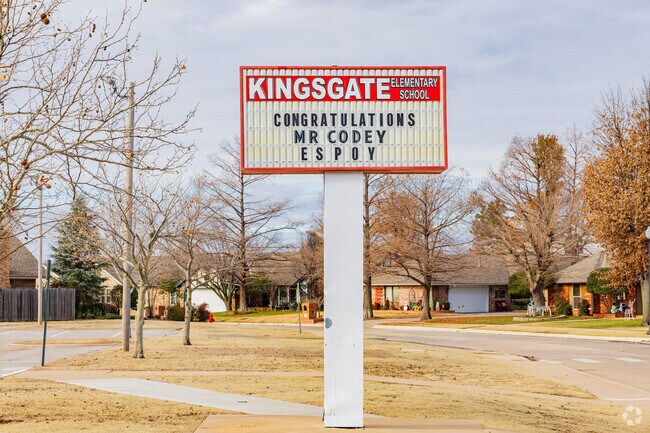 KINGSGATE ELEMENTARY SCHOOL
CONGRATULATIONS
MR CODEY
ESPOY